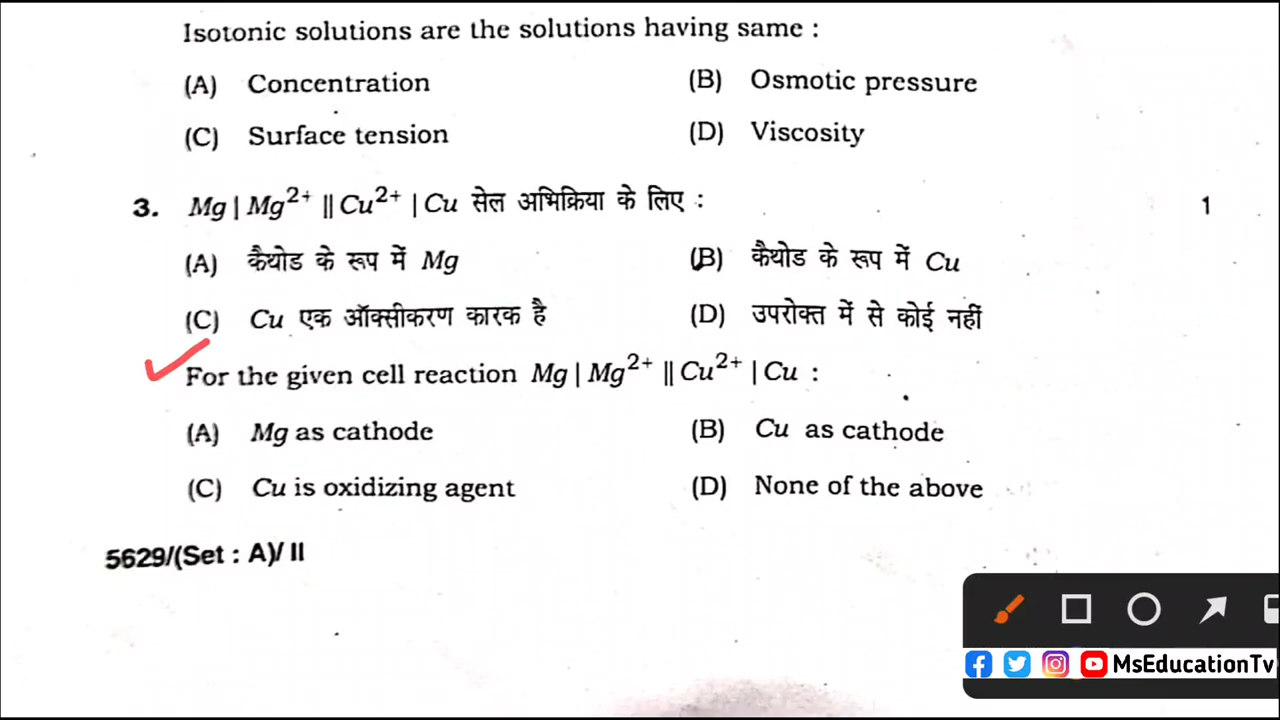 Isotonic solutions are the solutions having same :
(A) Concentration (B) Osmotic pressure
(C) Surface tension (D) Viscosity
3. Mg | Mg²⁺ || Cu²⁺ | Cu सेल अभिक्रिया के लिए : 1
(A) कैथोड के रूप में Mg (B) कैथोड के रूप में Cu
(C) Cu एक ऑक्सीकरण कारक है (D) उपरोक्त में से कोई नहीं
For the given cell reaction Mg | Mg²⁺ || Cu²⁺ | Cu :
(A) Mg as cathode (B) Cu as cathode
(C) Cu is oxidizing agent (D) None of the above
5629/(Set : A)/ II
MsEducationTv